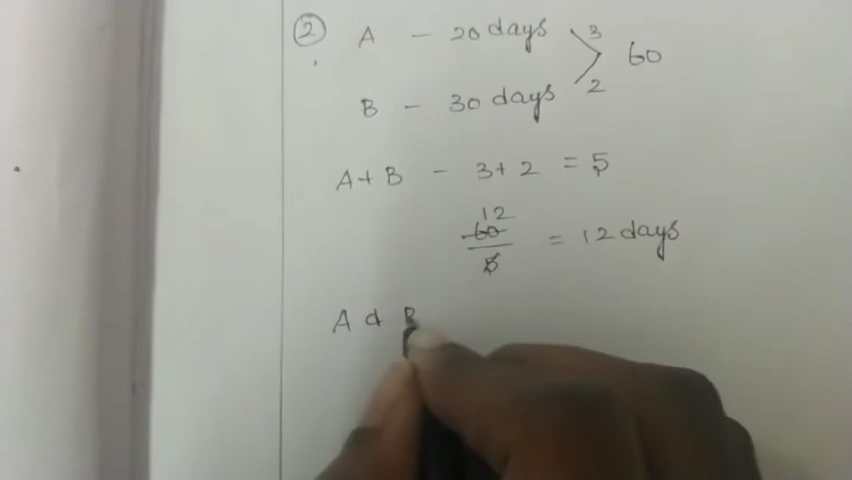 ② A - 20 days 3
60
B - 30 days 2
A + B - 3 + 2 = 5
12
60
5 = 12 days
A d B